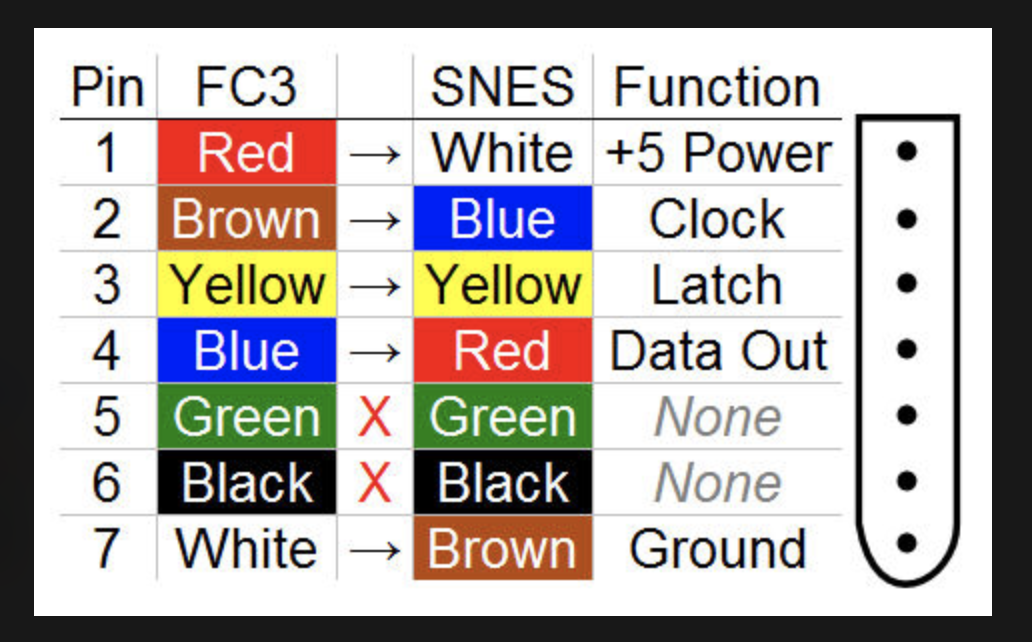 Pin FC3 SNES Function
1 Red → White +5 Power
2 Brown → Blue Clock
3 Yellow → Yellow Latch
4 Blue → Red Data Out
5 Green X Green None
6 Black X Black None
7 White → Brown Ground